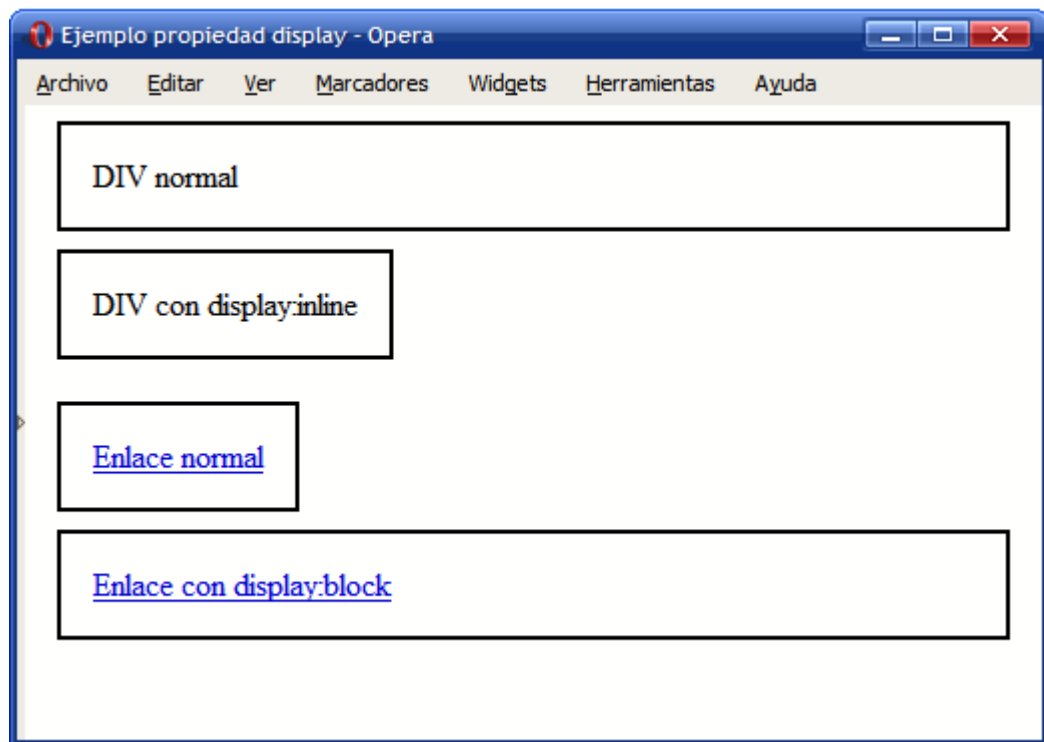 Ejemplo propiedad display - Opera
Archivo Editar Ver Marcadores Widgets Herramientas Ayuda
DIV normal
DIV con display:inline
Enlace normal
Enlace con display:block